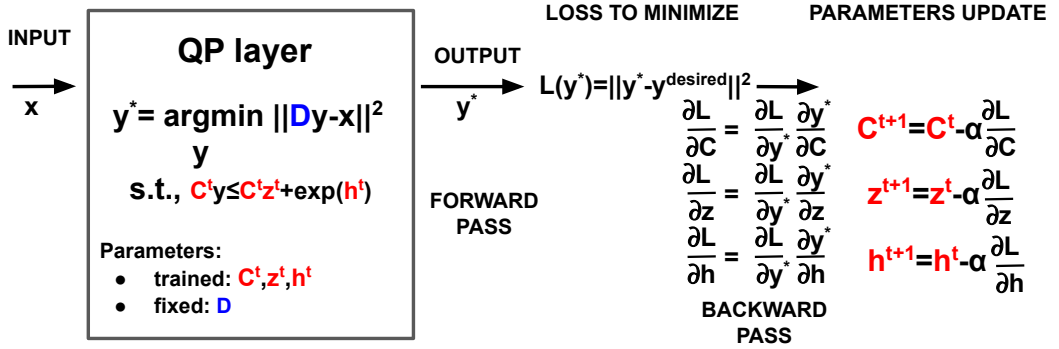 INPUT
x
QP layer
y*= argmin ||Dy-x||²
y
s.t., Cᵗy≤Cᵗzᵗ+exp(hᵗ)
Parameters:
● trained: Cᵗ,zᵗ,hᵗ
● fixed: D
OUTPUT
y*
FORWARD
PASS
LOSS TO MINIMIZE
L(y*)=||y*-y^desired||²
∂L/∂C = ∂L/∂y* ∂y*/∂C
∂L/∂z = ∂L/∂y* ∂y*/∂z
∂L/∂h = ∂L/∂y* ∂y*/∂h
BACKWARD
PASS
PARAMETERS UPDATE
Cᵗ⁺¹=Cᵗ-α∂L/∂C
zᵗ⁺¹=zᵗ-α∂L/∂z
hᵗ⁺¹=hᵗ-α∂L/∂h